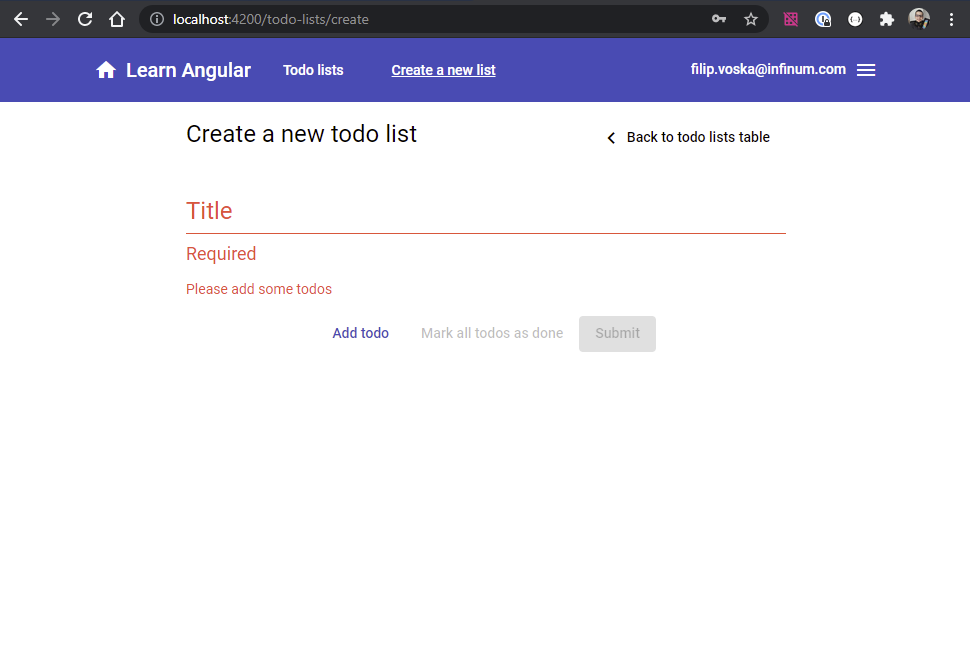 localhost:4200/todo-lists/create
Learn Angular Todo lists Create a new list filip.voska@infinum.com
Create a new todo list Back to todo lists table
Title
Required
Please add some todos
Add todo Mark all todos as done Submit